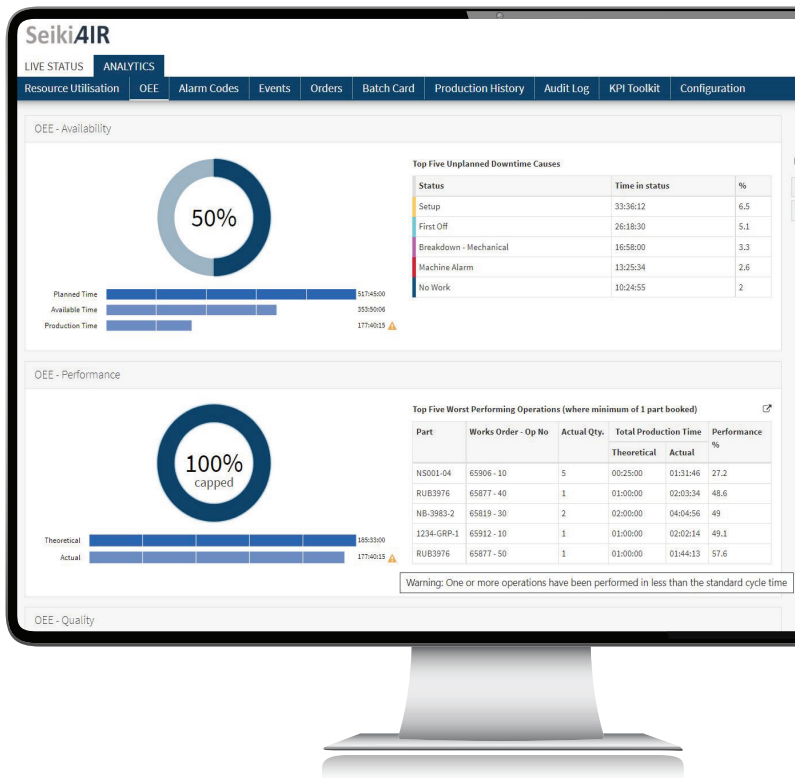 Seiki AIR
LIVE STATUS ANALYTICS
Resource Utilisation OEE Alarm Codes Events Orders Batch Card Production History Audit Log KPI Toolkit Configuration
OEE - Availability
50%
Planned Time 517:45:00
Available Time 353:50:06
Production Time 177:40:15
Top Five Unplanned Downtime Causes
Status Time in status %
Setup 33:36:12 6.5
First Off 26:18:30 5.1
Breakdown - Mechanical 16:58:00 3.3
Machine Alarm 13:25:34 2.6
No Work 10:24:55 2
OEE - Performance
100%
capped
Theoretical 185:33:00
Actual 177:40:15
Top Five Worst Performing Operations (where minimum of 1 part booked)
Part Works Order - Op No Actual Qty. Total Production Time Performance
%
Theoretical Actual
NS001-04 65906 - 10 5 00:25:00 01:31:46 27.2
RUB3976 65877 - 40 1 01:00:00 02:03:34 48.6
NB-3983-2 65819 - 30 2 02:00:00 04:04:56 49
1234-GRP-1 65912 - 10 1 01:00:00 02:02:14 49.1
RUB3976 65877 - 50 1 01:00:00 01:44:13 57.6
Warning: One or more operations have been performed in less than the standard cycle time
OEE - Quality